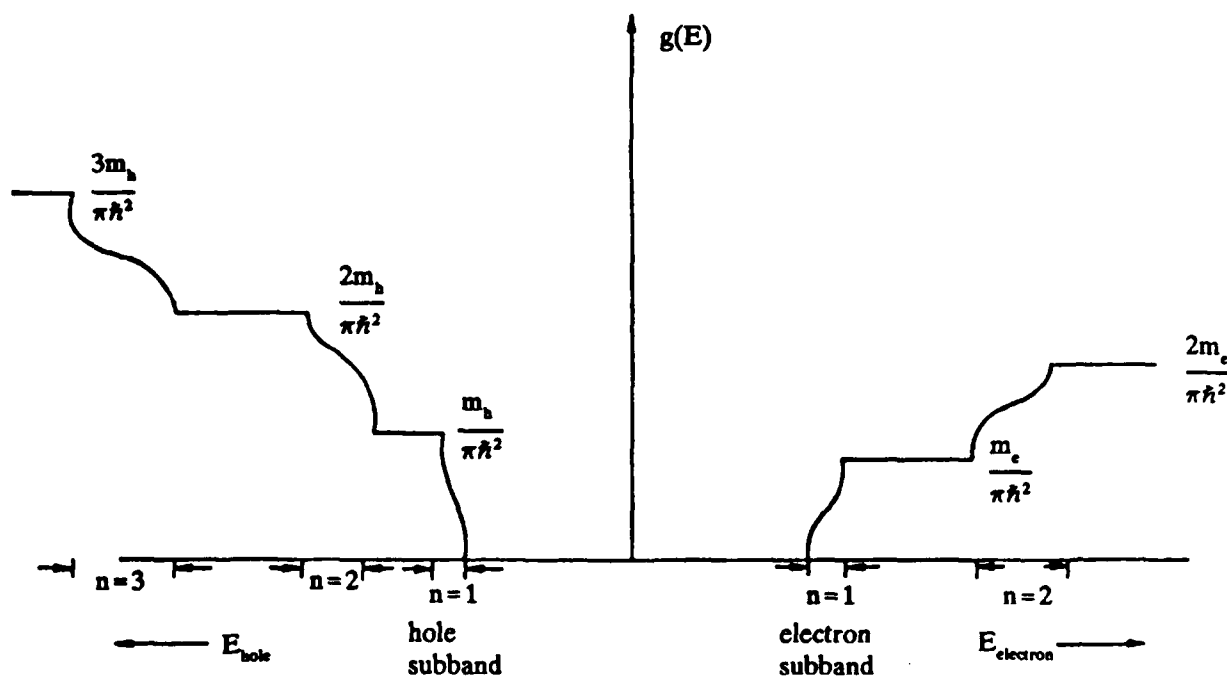 g(E)
3m_h
πℏ²
2m_h
πℏ²
m_h
πℏ²
2m_e
πℏ²
m_e
πℏ²
n=3
n=2
n=1
n=1
n=2
E_hole
hole
subband
electron
subband
E_electron